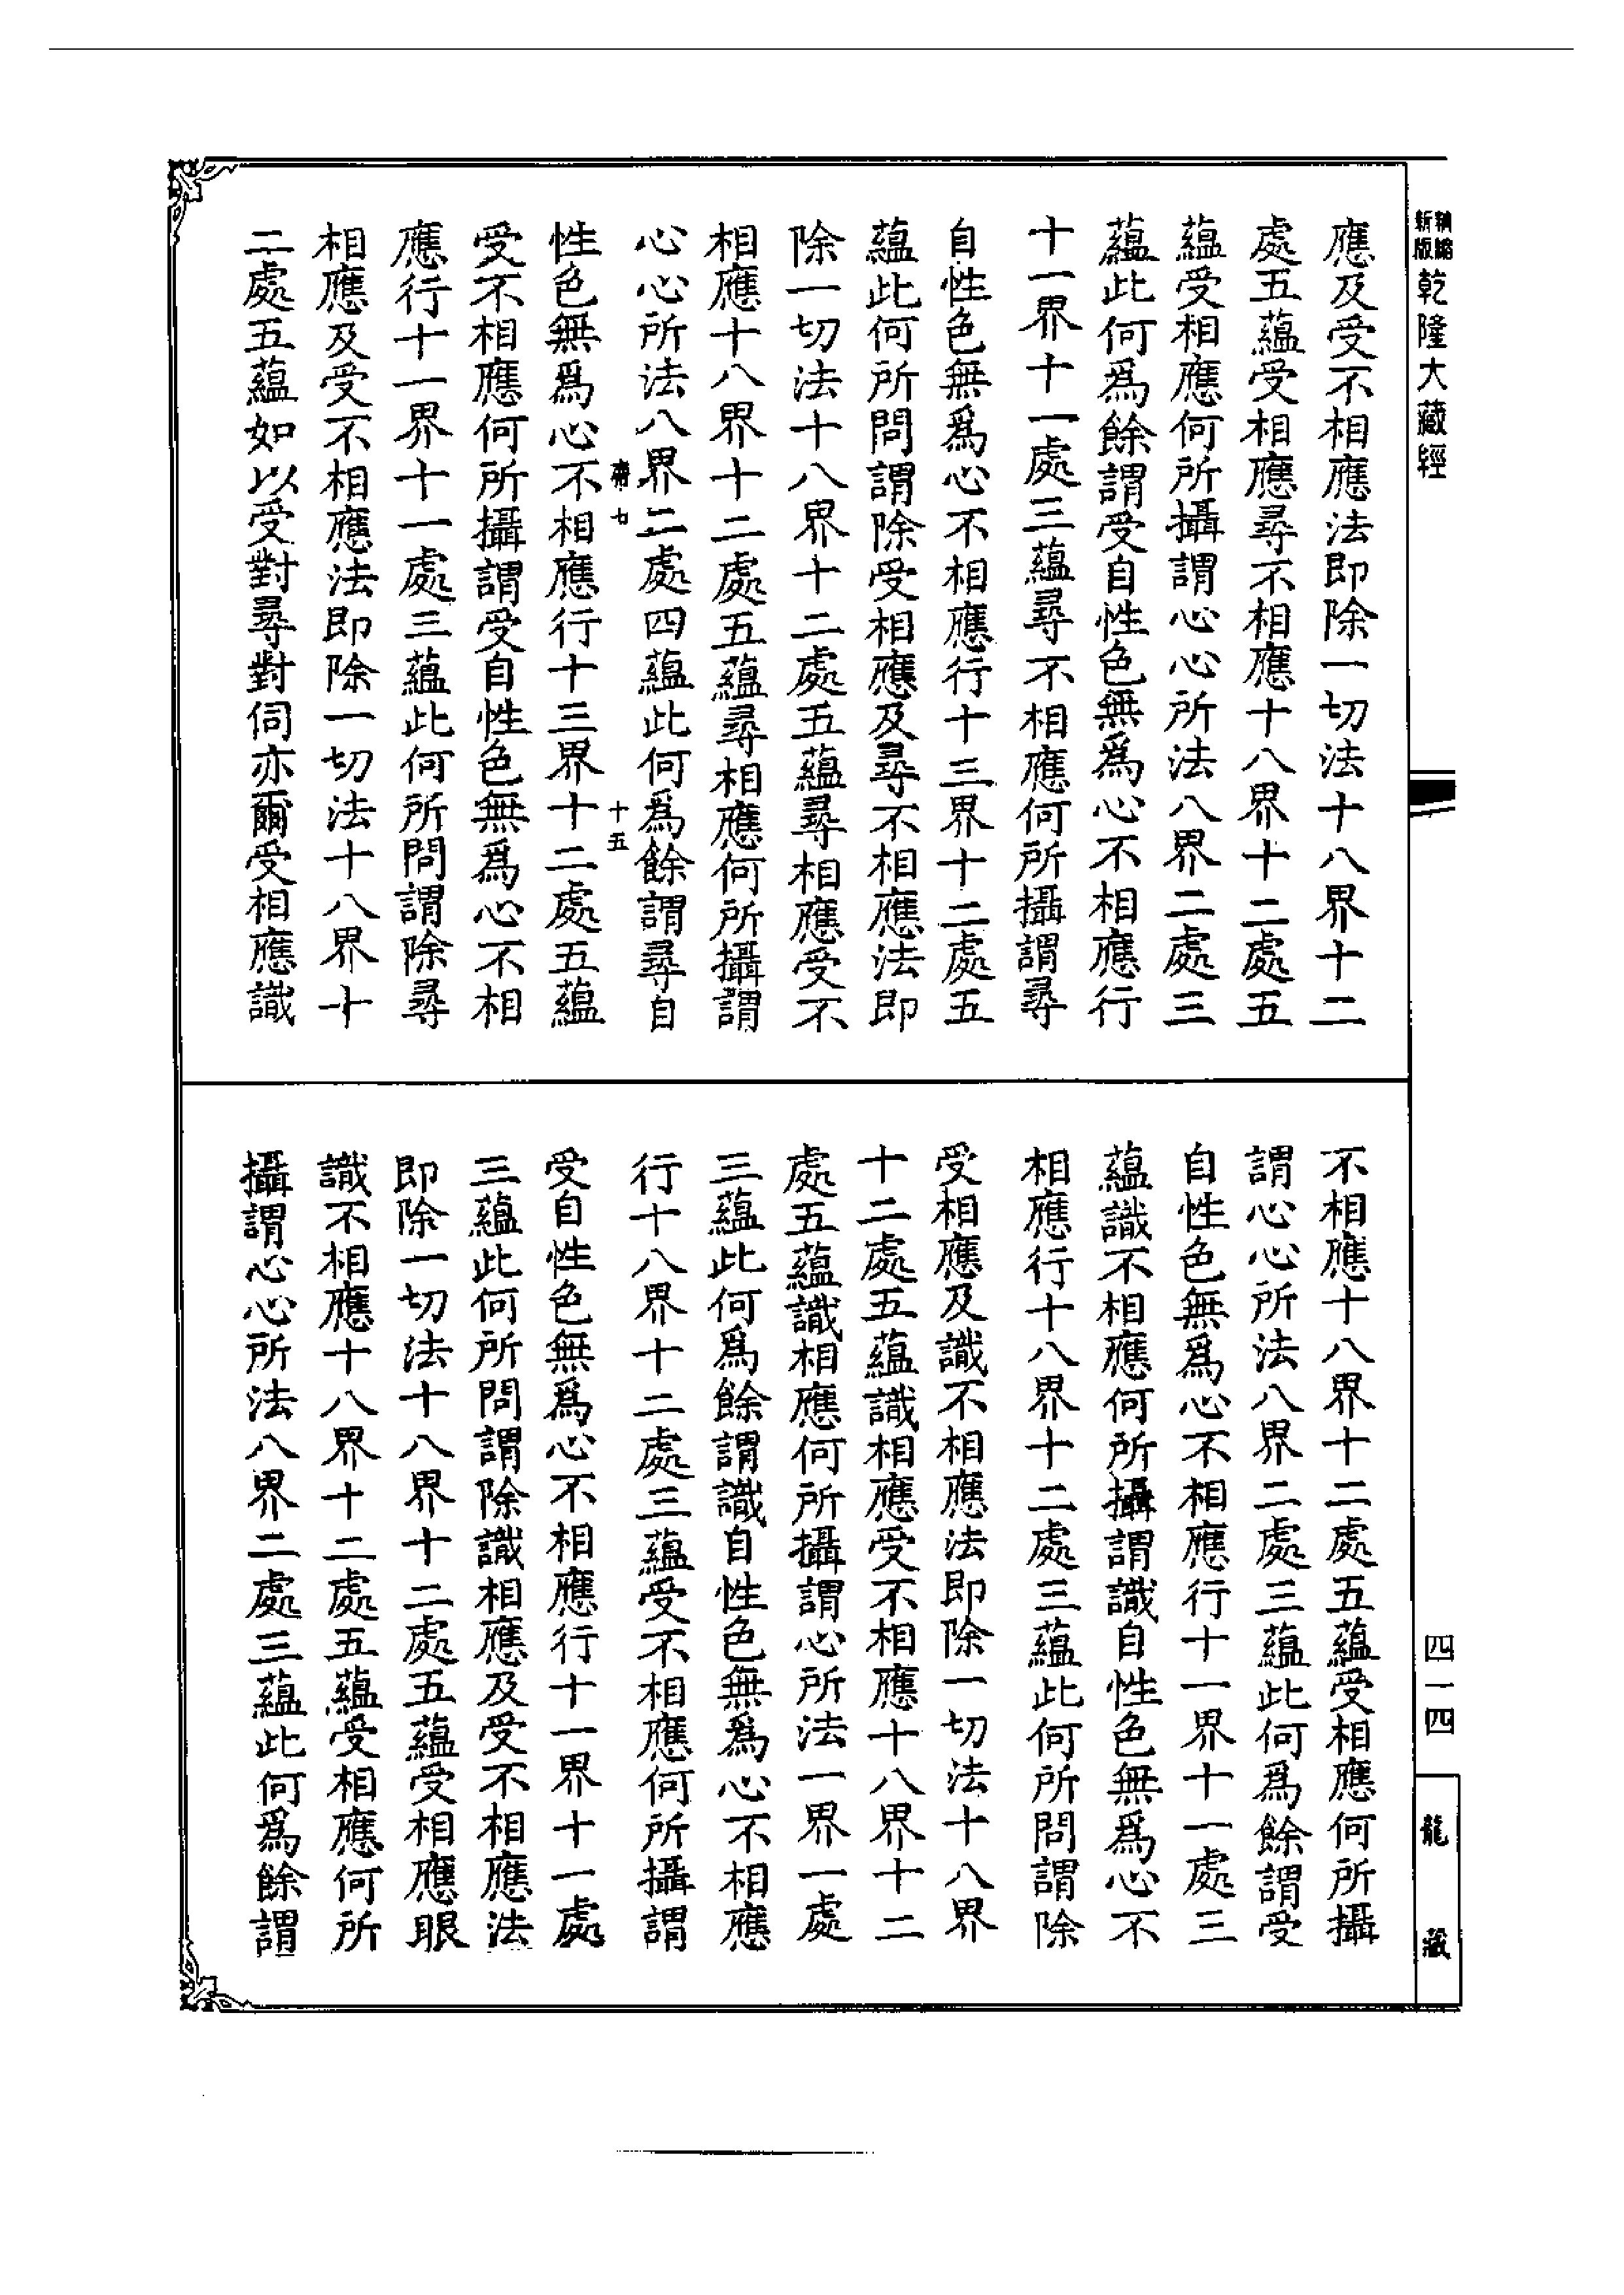 精縮新版乾隆大藏經
應及受不相應法即除一切法十八界十二
處五蘊受相應尋不相應十八界十二處五
蘊受相應何所攝謂心心所法八界二處三
蘊此何爲餘謂受自性色無爲心不相應行
十一界十一處三蘊尋不相應何所攝謂尋
自性色無爲心不相應行十三界十二處五
蘊此何所問謂除受相應及尋不相應法即
除一切法十八界十二處五蘊尋相應受不
相應十八界十二處五蘊尋相應何所攝謂
心心所法八界二處四蘊此何爲餘謂尋自
性色無爲心不相應行十三界十二處五蘊
受不相應何所攝謂受自性色無爲心不相
應行十一界十一處三蘊此何所問謂除尋
相應及受不相應法即除一切法十八界十
二處五蘊如以受對尋對伺亦爾受相應識
七
十五
不相應十八界十二處五蘊受相應何所攝
謂心心所法八界二處三蘊此何爲餘謂受
自性色無爲心不相應行十一界十一處三
蘊識不相應何所攝謂識自性色無爲心不
相應行十八界十二處三蘊此何所問謂除
受相應及識不相應法即除一切法十八界
十二處五蘊識相應受不相應十八界十二
處五蘊識相應何所攝謂心所法一界一處
三蘊此何爲餘謂識自性色無爲心不相應
行十八界十二處三蘊受不相應何所攝謂
受自性色無爲心不相應行十一界十一處
三蘊此何所問謂除識相應及受不相應法
即除一切法十八界十二處五蘊受相應眼
識不相應十八界十二處五蘊受相應何所
攝謂心心所法八界二處三蘊此何爲餘謂
四一四
龍藏